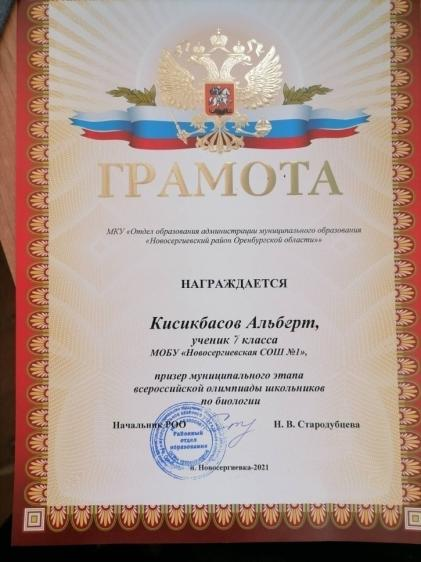 ГРАМОТА
МКУ «Отдел образования администрации муниципального образования
«Новосергиевский район Оренбургской области»»
НАГРАЖДАЕТСЯ
Кисикбасов Альберт,
ученик 7 класса
МОБУ «Новосергиевская СОШ №1»,
призер муниципального этапа
всероссийской олимпиады школьников
по биологии
Начальник РОО Н. В. Стародубцева
Районный
отдел
образования
п. Новосергиевка-2021